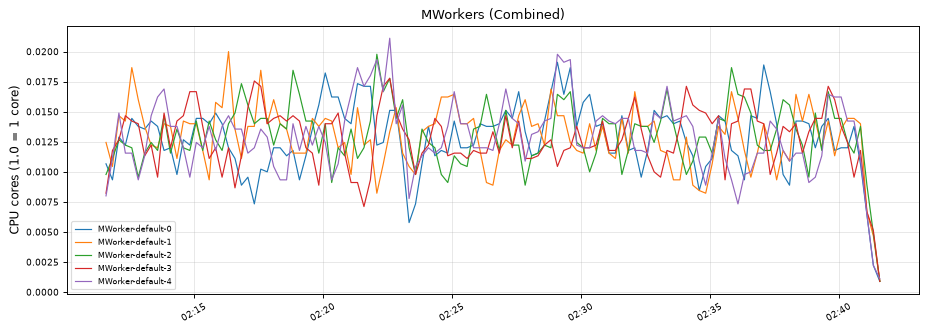 MWorkers (Combined)
CPU cores (1.0 = 1 core)
0.0200
0.0175
0.0150
0.0125
0.0100
0.0075
0.0050
0.0025
0.0000
MWorker-default-0
MWorker-default-1
MWorker-default-2
MWorker-default-3
MWorker-default-4
02:15
02:20
02:25
02:30
02:35
02:40